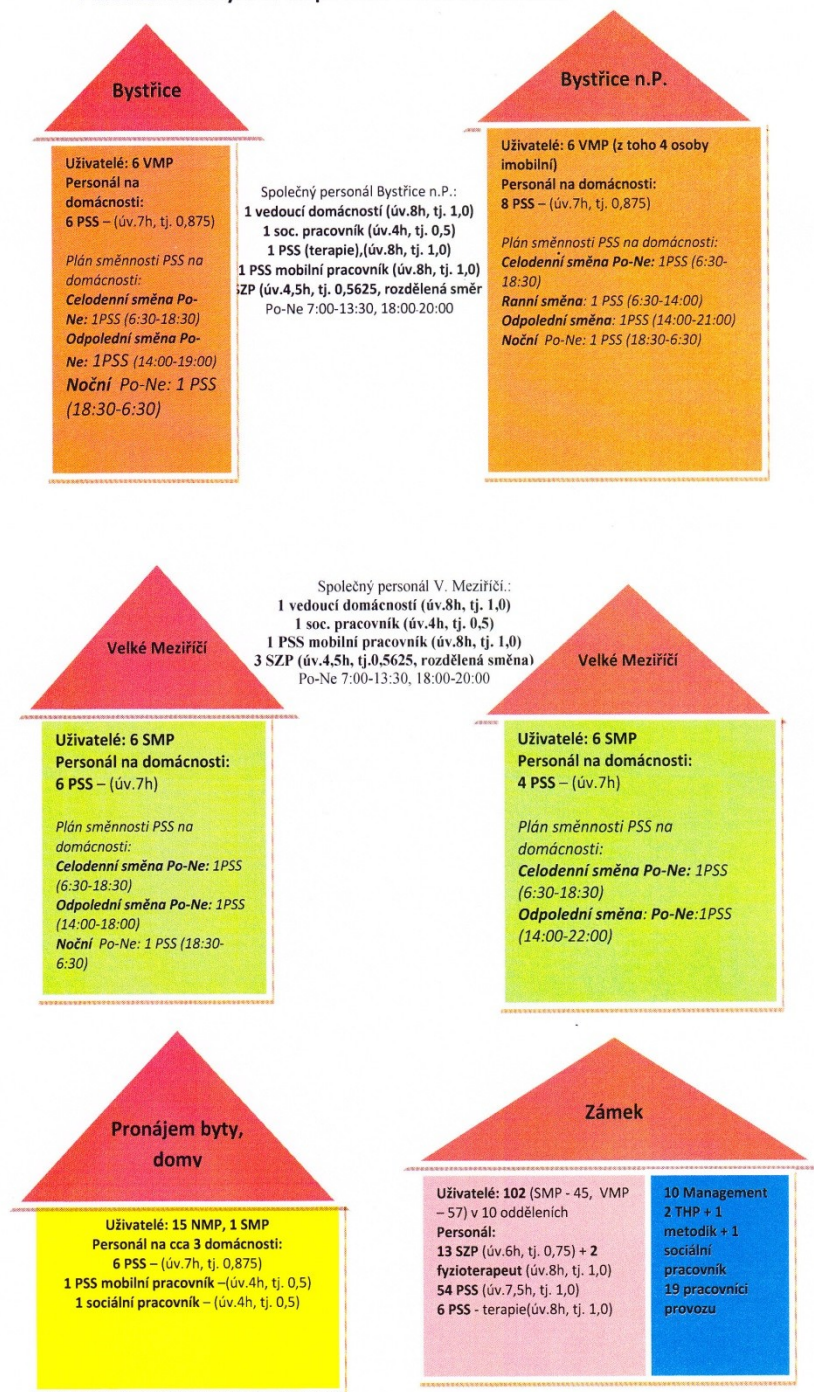 Bystřice
Uživatelé: 6 VMP
Personál na
domácnosti:
6 PSS – (úv.7h, tj. 0,875)
Plán směnnosti PSS na
domácnosti:
Celodenní směna Po-
Ne: 1PSS (6:30-18:30)
Odpolední směna Po-
Ne: 1PSS (14:00-19:00)
Noční Po-Ne: 1 PSS
(18:30-6:30)
Společný personál Bystřice n.P.:
1 vedoucí domácností (úv.8h, tj. 1,0)
1 soc. pracovník (úv.4h, tj. 0,5)
1 PSS (terapie),(úv.8h, tj. 1,0)
1 PSS mobilní pracovník (úv.8h, tj. 1,0)
SZP (úv.4,5h, tj. 0,5625, rozdělená směr
Po-Ne 7:00-13:30, 18:00-20:00
Bystřice n.P.
Uživatelé: 6 VMP (z toho 4 osoby
imobilní)
Personál na domácnosti:
8 PSS – (úv.7h, tj. 0,875)
Plán směnnosti PSS na domácnosti:
Celodenní směna Po-Ne: 1PSS (6:30-
18:30)
Ranní směna: 1 PSS (6:30-14:00)
Odpolední směna: 1PSS (14:00-21:00)
Noční Po-Ne: 1 PSS (18:30-6:30)
Velké Meziříčí
Uživatelé: 6 SMP
Personál na domácnosti:
6 PSS – (úv.7h)
Plán směnnosti PSS na
domácnosti:
Celodenní směna Po-Ne: 1PSS
(6:30-18:30)
Odpolední směna Po-Ne: 1PSS
(14:00-18:00)
Noční Po-Ne: 1 PSS (18:30-
6:30)
Společný personál V. Meziříčí.:
1 vedoucí domácností (úv.8h, tj. 1,0)
1 soc. pracovník (úv.4h, tj. 0,5)
1 PSS mobilní pracovník (úv.8h, tj. 1,0)
3 SZP (úv.4,5h, tj.0,5625, rozdělená směna)
Po-Ne 7:00-13:30, 18:00-20:00
Velké Meziříčí
Uživatelé: 6 SMP
Personál na domácnosti:
4 PSS – (úv.7h)
Plán směnnosti PSS na
domácnosti:
Celodenní směna Po-Ne: 1PSS
(6:30-18:30)
Odpolední směna: Po-Ne:1PSS
(14:00-22:00)
Pronájem byty,
domy
Uživatelé: 15 NMP, 1 SMP
Personál na cca 3 domácnosti:
6 PSS – (úv.7h, tj. 0,875)
1 PSS mobilní pracovník –(úv.4h, tj. 0,5)
1 sociální pracovník – (úv.4h, tj. 0,5)
Zámek
Uživatelé: 102 (SMP - 45, VMP
– 57) v 10 odděleních
Personál:
13 SZP (úv.6h, tj. 0,75) + 2
fyzioterapeut (úv.8h, tj. 1,0)
54 PSS (úv.7,5h, tj. 1,0)
6 PSS - terapie(úv.8h, tj. 1,0)
10 Management
2 THP + 1
metodik + 1
sociální
pracovník
19 pracovníci
provozu